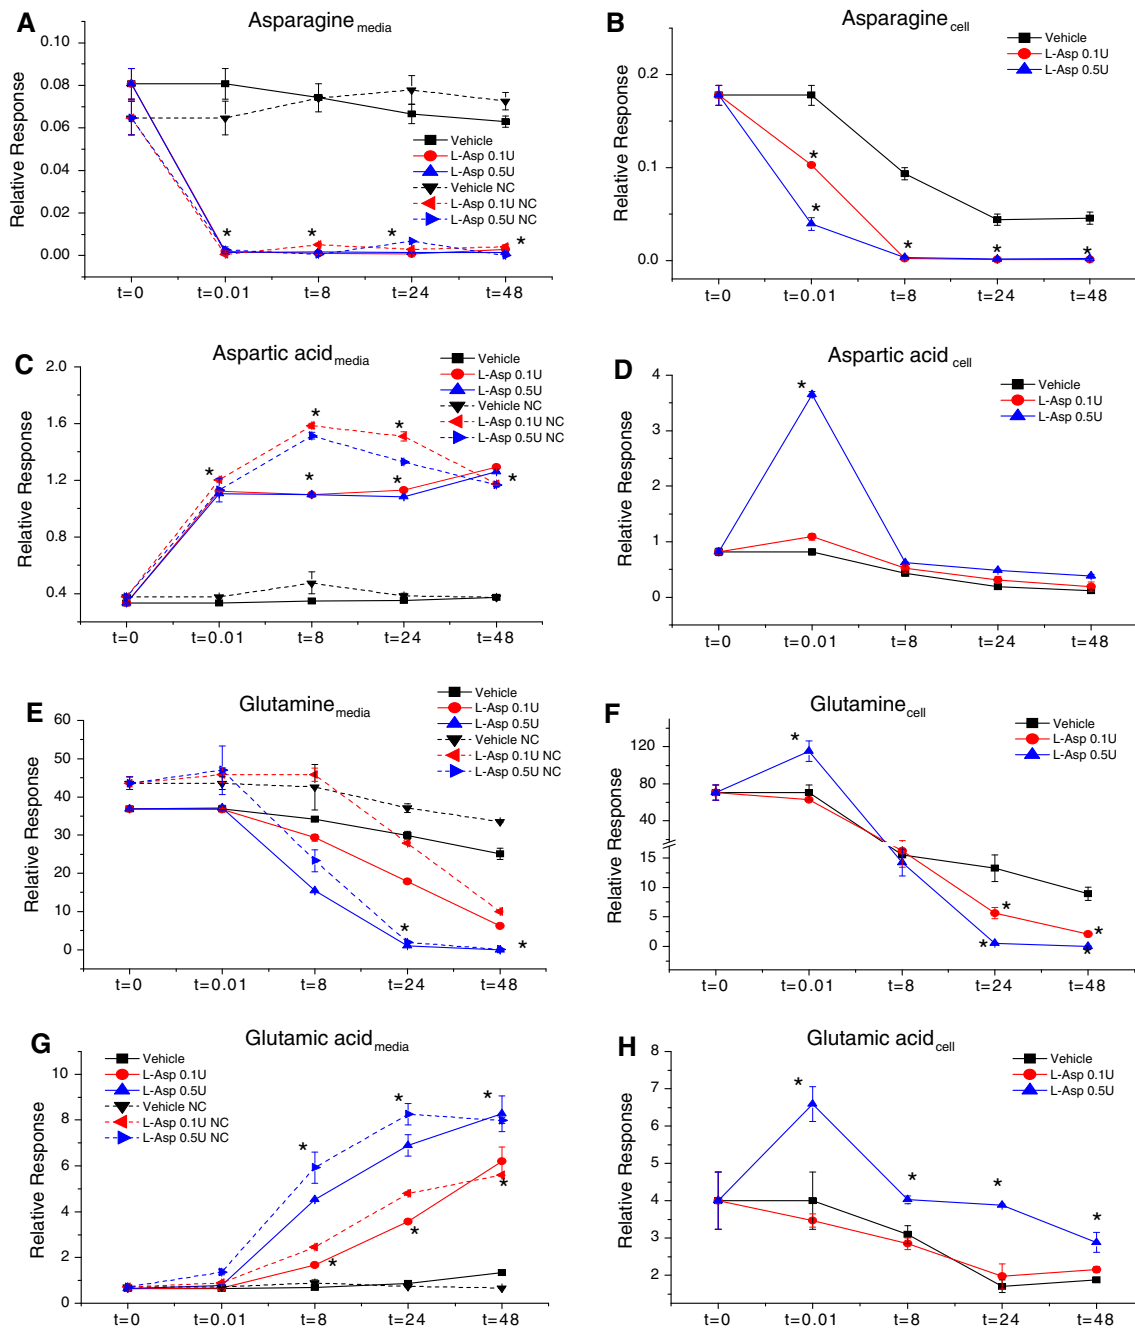 A
Asparagine media
Relative Response
0.10
0.08
0.06
0.04
0.02
0.00
Vehicle
L-Asp 0.1U
L-Asp 0.5U
Vehicle NC
L-Asp 0.1U NC
L-Asp 0.5U NC
* * * *
t=0 t=0.01 t=8 t=24 t=48
B
Asparagine cell
Relative Response
0.2
0.1
0.0
Vehicle
L-Asp 0.1U
L-Asp 0.5U
*
*
* * *
t=0 t=0.01 t=8 t=24 t=48
C
Aspartic acid media
Relative Response
2.0
1.6
1.2
0.8
0.4
Vehicle
L-Asp 0.1U
L-Asp 0.5U
Vehicle NC
L-Asp 0.1U NC
L-Asp 0.5U NC
* *
* * * *
t=0 t=0.01 t=8 t=24 t=48
D
Aspartic acid cell
Relative Response
4
3
2
1
0
Vehicle
L-Asp 0.1U
L-Asp 0.5U
*
t=0 t=0.01 t=8 t=24 t=48
E
Glutamine media
Relative Response
60
50
40
30
20
10
0
Vehicle
L-Asp 0.1U
L-Asp 0.5U
Vehicle NC
L-Asp 0.1U NC
L-Asp 0.5U NC
* *
t=0 t=0.01 t=8 t=24 t=48
F
Glutamine cell
Relative Response
120
80
40
15
10
5
0
Vehicle
L-Asp 0.1U
L-Asp 0.5U
*
* *
* *
t=0 t=0.01 t=8 t=24 t=48
G
Glutamic acid media
Relative Response
10
8
6
4
2
0
Vehicle
L-Asp 0.1U
L-Asp 0.5U
Vehicle NC
L-Asp 0.1U NC
L-Asp 0.5U NC
* * *
* * *
t=0 t=0.01 t=8 t=24 t=48
H
Glutamic acid cell
Relative Response
8
6
5
4
3
2
Vehicle
L-Asp 0.1U
L-Asp 0.5U
* * * *
t=0 t=0.01 t=8 t=24 t=48